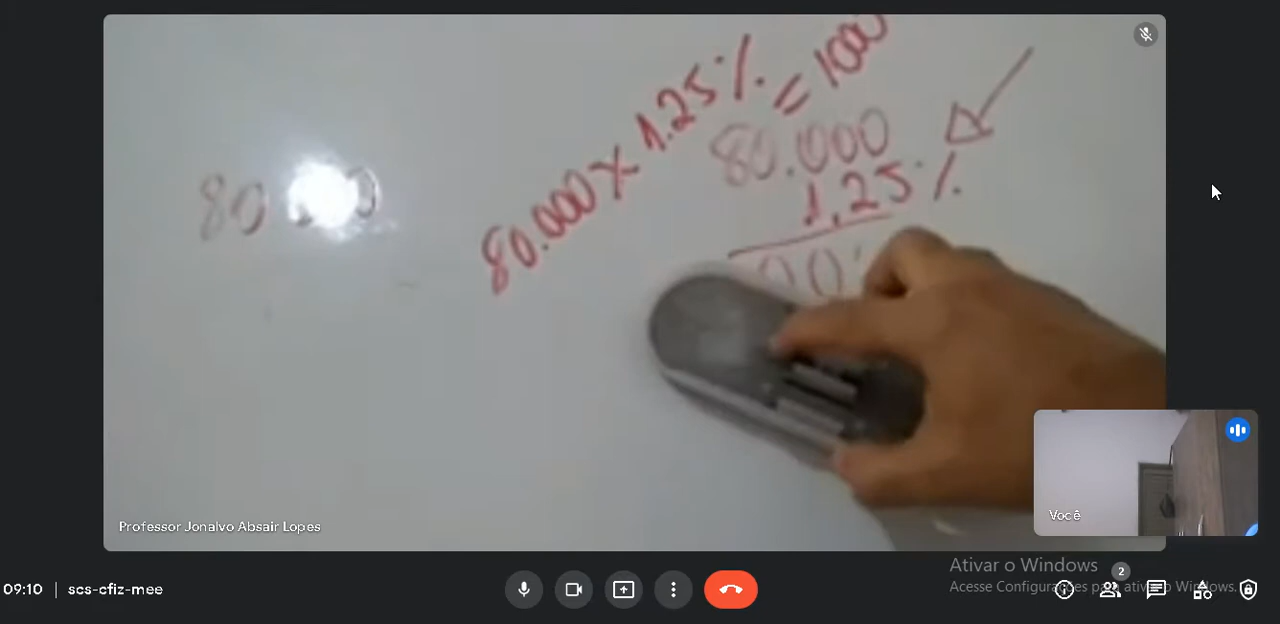 80.000 x 1.25% = 1000
80.000
1.25%
Professor Jonalvo Absair Lopes
Você
Ativar o Windows
09:10 | scs-cfiz-mee
2